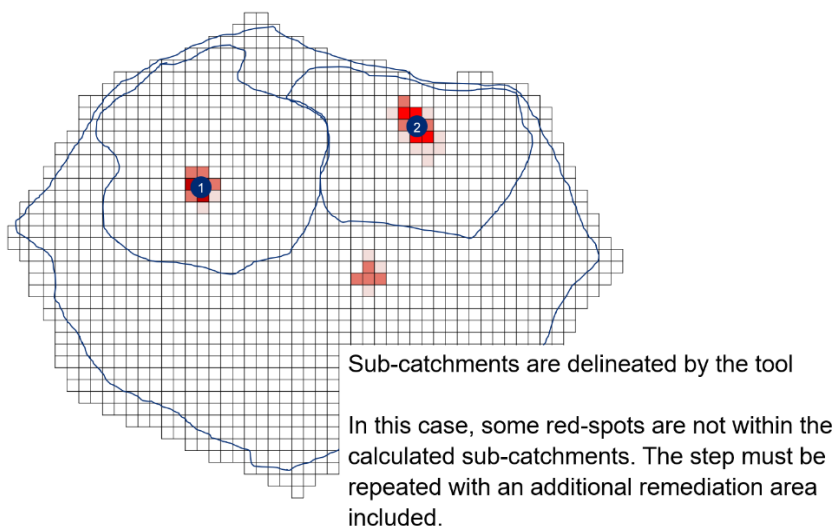 2
1
Sub-catchments are delineated by the tool
In this case, some red-spots are not within the
calculated sub-catchments. The step must be
repeated with an additional remediation area
included.